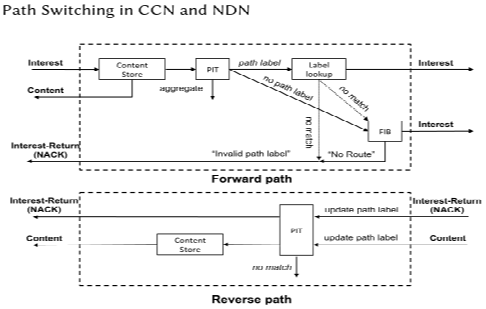 Path Switching in CCN and NDN
Interest
Content Store
PIT
path label
Label lookup
Interest
Content
aggregate
no path label
no match
no match
FIB
Interest
Interest-Return (NACK)
"Invalid path label"
"No Route"
Forward path
Interest-Return (NACK)
PIT
update path label
Interest-Return (NACK)
Content
Content Store
update path label
Content
no match
Reverse path